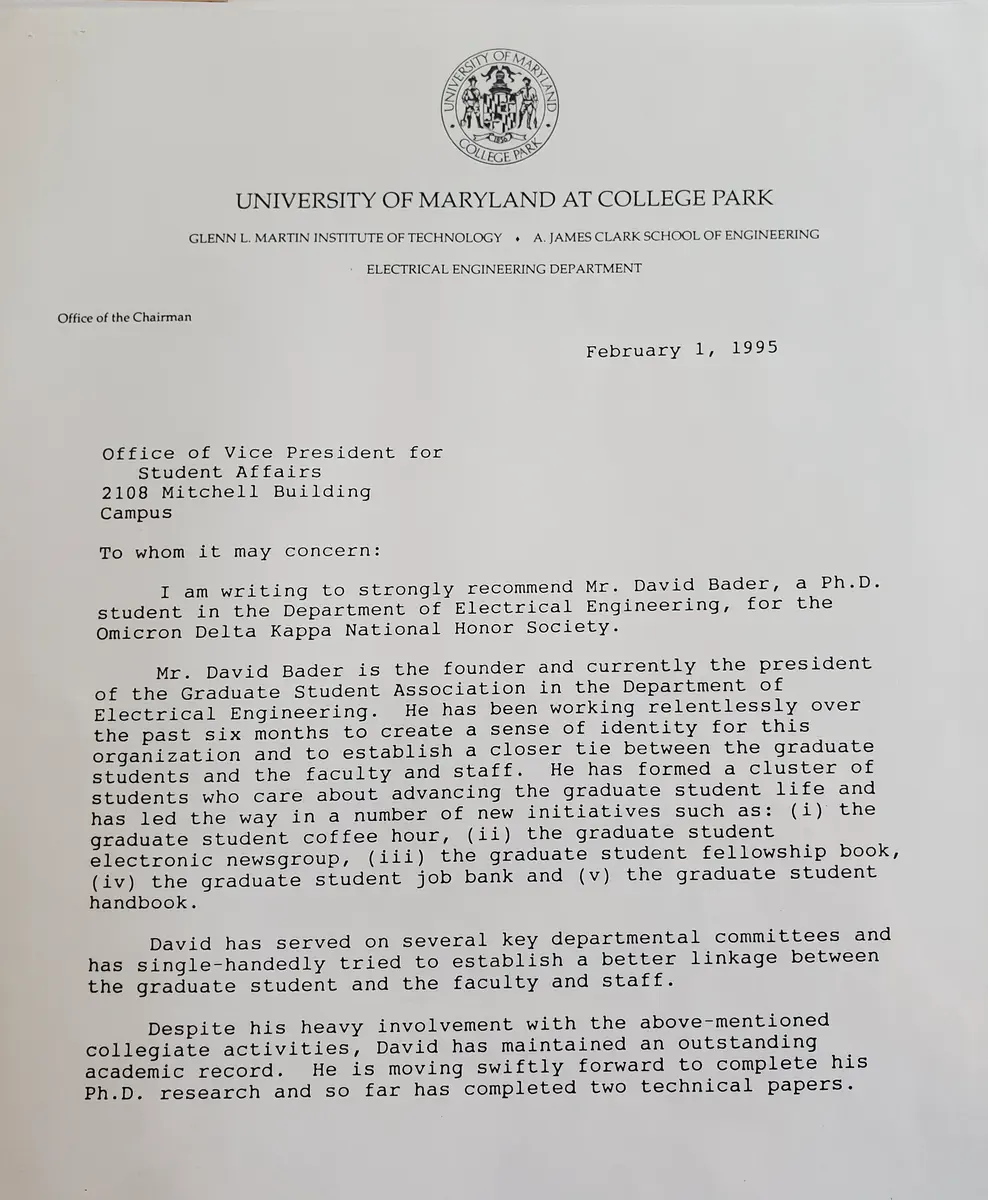 UNIVERSITY OF MARYLAND
1856
COLLEGE PARK
UNIVERSITY OF MARYLAND AT COLLEGE PARK
GLENN L. MARTIN INSTITUTE OF TECHNOLOGY ♦ A. JAMES CLARK SCHOOL OF ENGINEERING
ELECTRICAL ENGINEERING DEPARTMENT
Office of the Chairman
February 1, 1995
Office of Vice President for
Student Affairs
2108 Mitchell Building
Campus
To whom it may concern:
I am writing to strongly recommend Mr. David Bader, a Ph.D.
student in the Department of Electrical Engineering, for the
Omicron Delta Kappa National Honor Society.
Mr. David Bader is the founder and currently the president
of the Graduate Student Association in the Department of
Electrical Engineering. He has been working relentlessly over
the past six months to create a sense of identity for this
organization and to establish a closer tie between the graduate
students and the faculty and staff. He has formed a cluster of
students who care about advancing the graduate student life and
has led the way in a number of new initiatives such as: (i) the
graduate student coffee hour, (ii) the graduate student
electronic newsgroup, (iii) the graduate student fellowship book,
(iv) the graduate student job bank and (v) the graduate student
handbook.
David has served on several key departmental committees and
has single-handedly tried to establish a better linkage between
the graduate student and the faculty and staff.
Despite his heavy involvement with the above-mentioned
collegiate activities, David has maintained an outstanding
academic record. He is moving swiftly forward to complete his
Ph.D. research and so far has completed two technical papers.